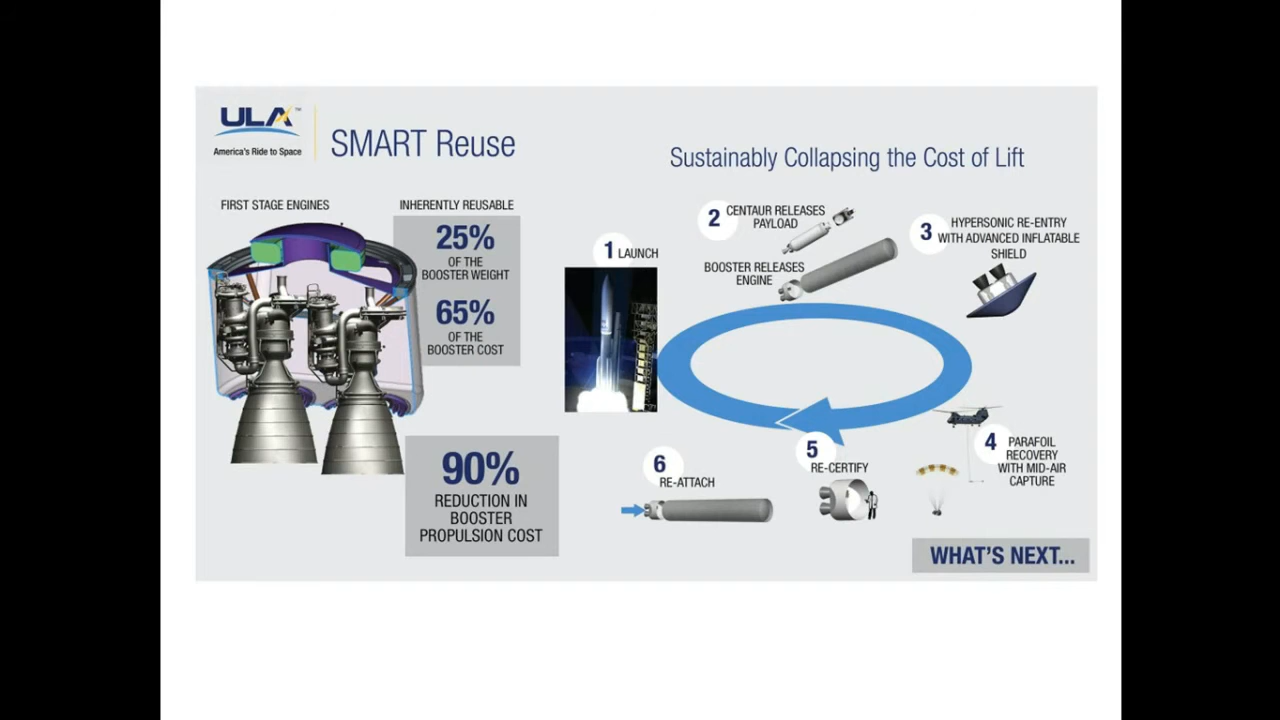 ULA™
America's Ride to Space
SMART Reuse
Sustainably Collapsing the Cost of Lift
FIRST STAGE ENGINES
INHERENTLY REUSABLE
25%
OF THE
BOOSTER WEIGHT
65%
OF THE
BOOSTER COST
90%
REDUCTION IN
BOOSTER
PROPULSION COST
1 LAUNCH
2 CENTAUR RELEASES
PAYLOAD
BOOSTER RELEASES
ENGINE
3 HYPERSONIC RE-ENTRY
WITH ADVANCED INFLATABLE
SHIELD
4 PARAFOIL
RECOVERY
WITH MID-AIR
CAPTURE
5
RE-CERTIFY
6
RE-ATTACH
WHAT'S NEXT...